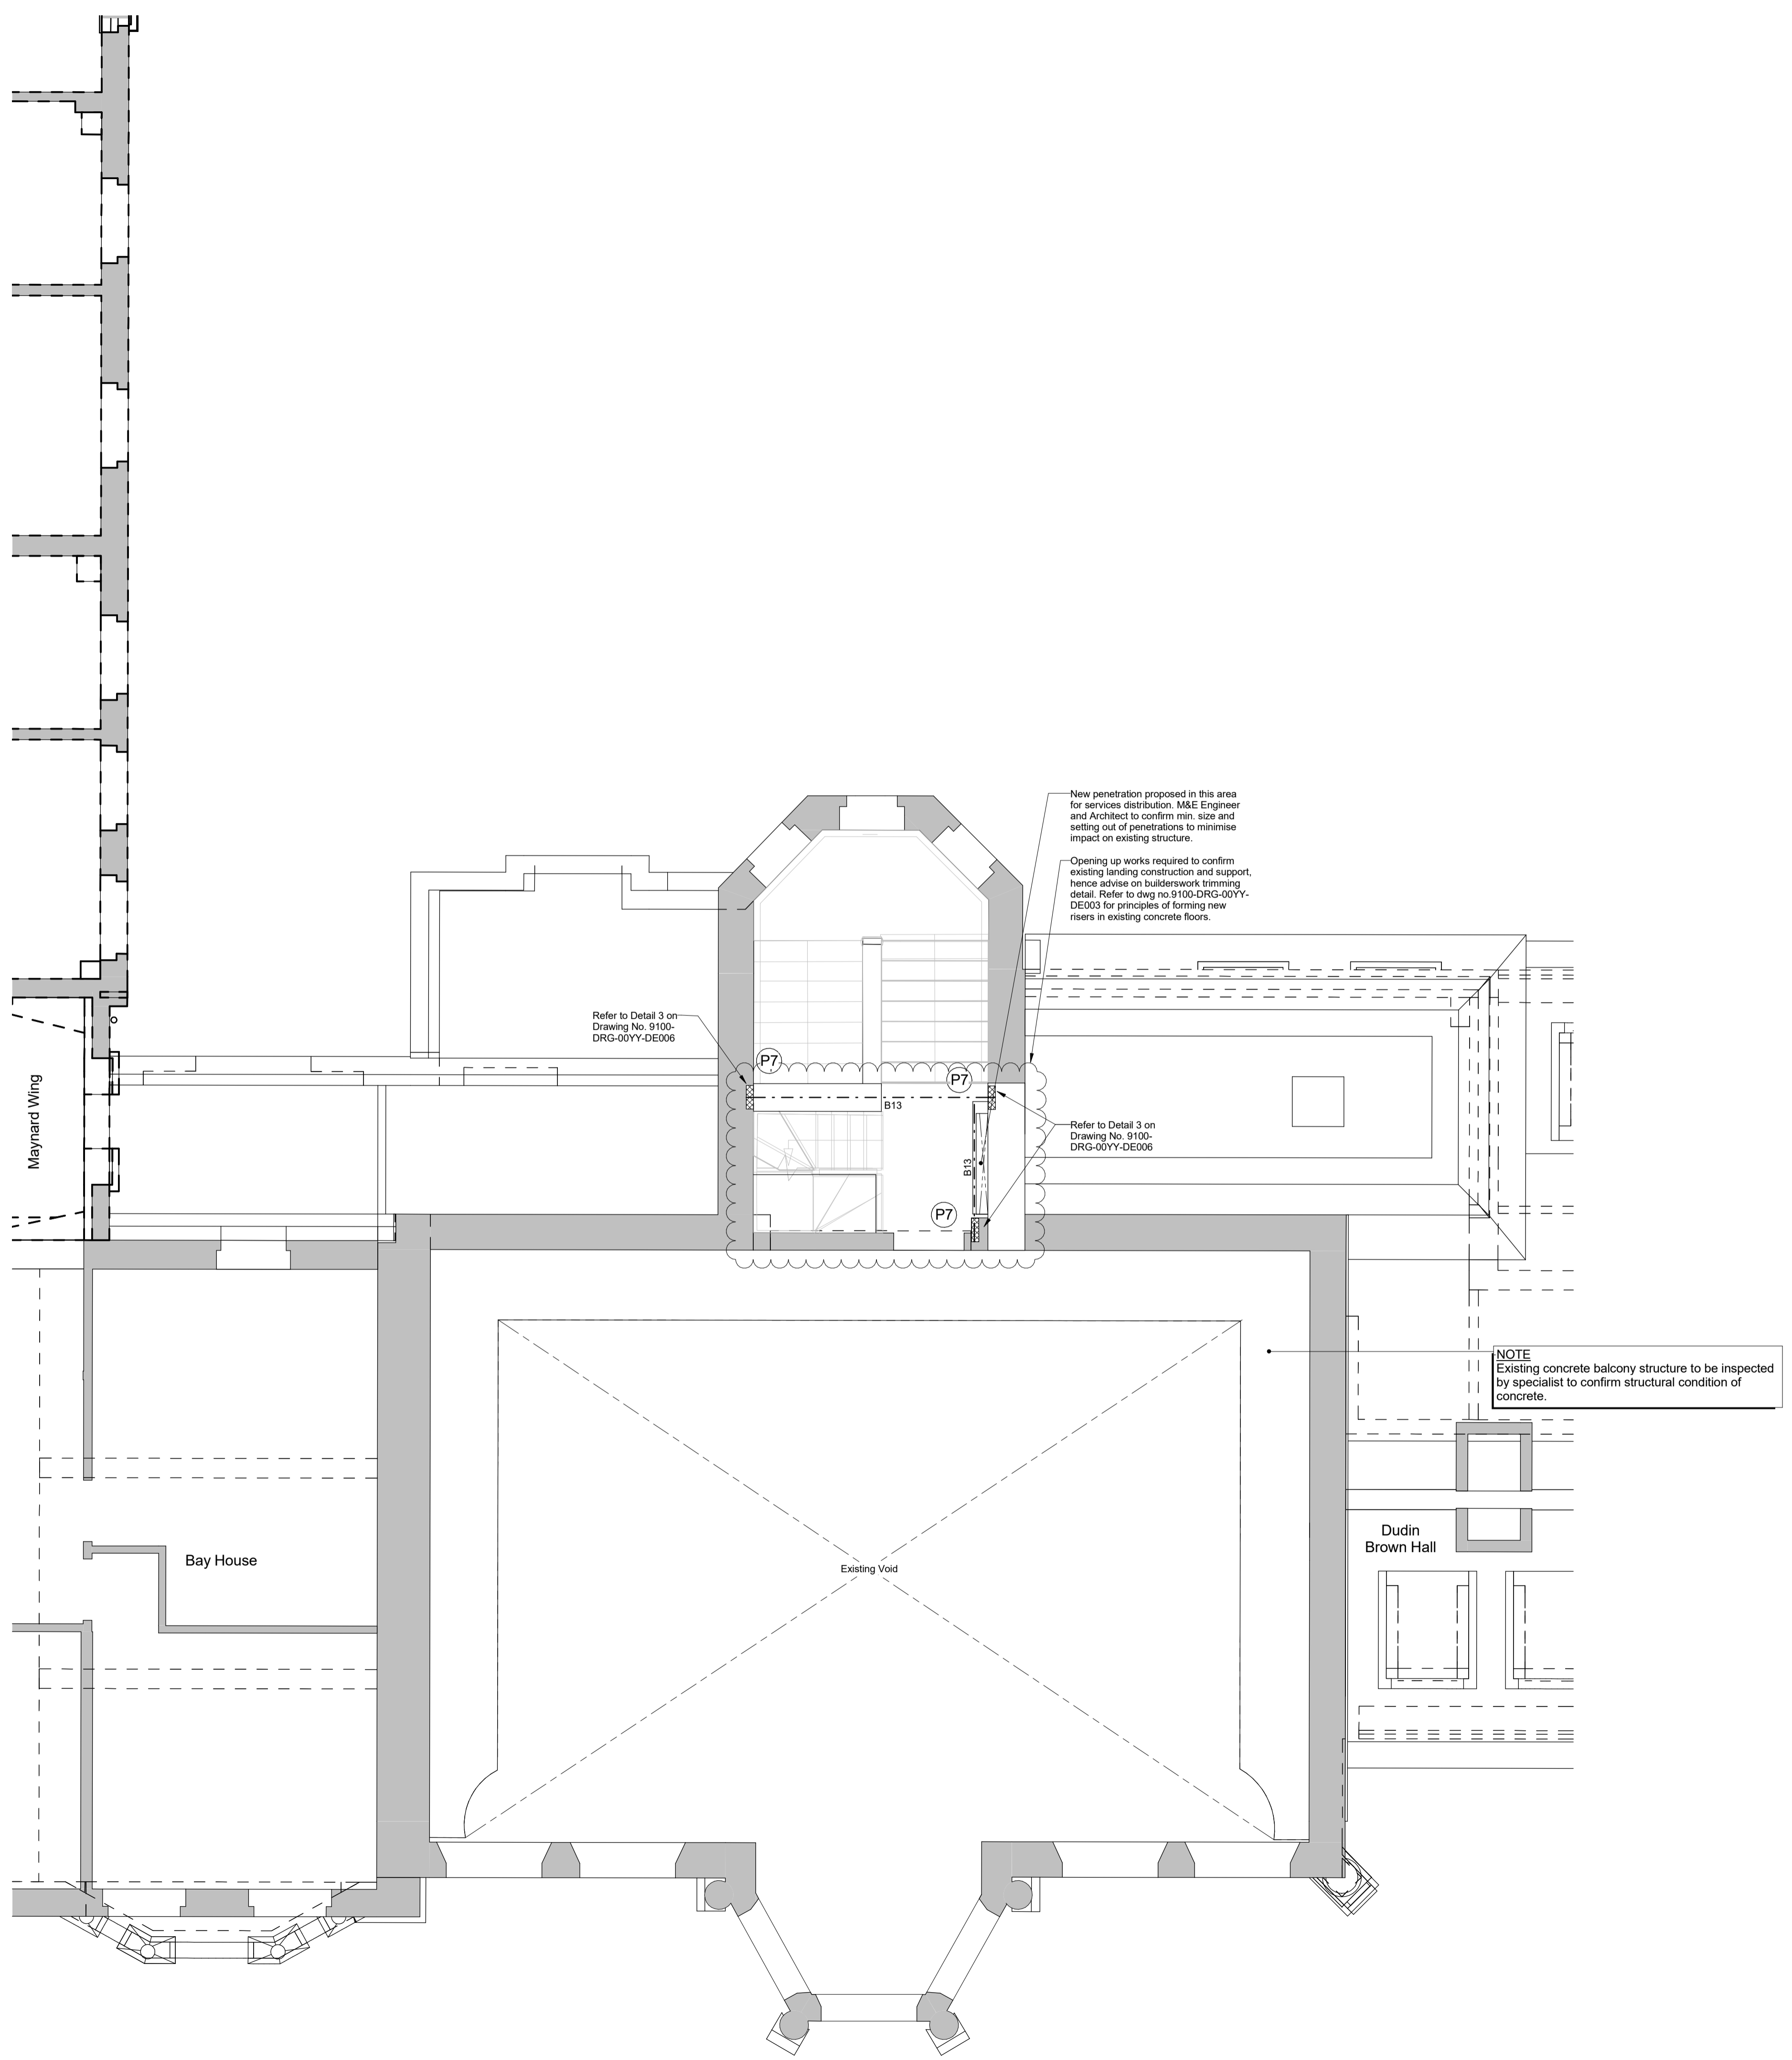 New penetration proposed in this area
for services distribution. M&E Engineer
and Architect to confirm min. size and
setting out of penetrations to minimise
impact on existing structure.
Opening up works required to confirm
existing landing construction and support,
hence advise on builderswork trimming
detail. Refer to dwg no.9100-DRG-00YY-
DE003 for principles of forming new
risers in existing concrete floors.
Refer to Detail 3 on
Drawing No. 9100-
DRG-00YY-DE006
P7
P7
B13
Maynard Wing
Refer to Detail 3 on
Drawing No. 9100-
DRG-00YY-DE006
B13
P7
NOTE
Existing concrete balcony structure to be inspected
by specialist to confirm structural condition of
concrete.
Dudin
Brown Hall
Bay House
Existing Void